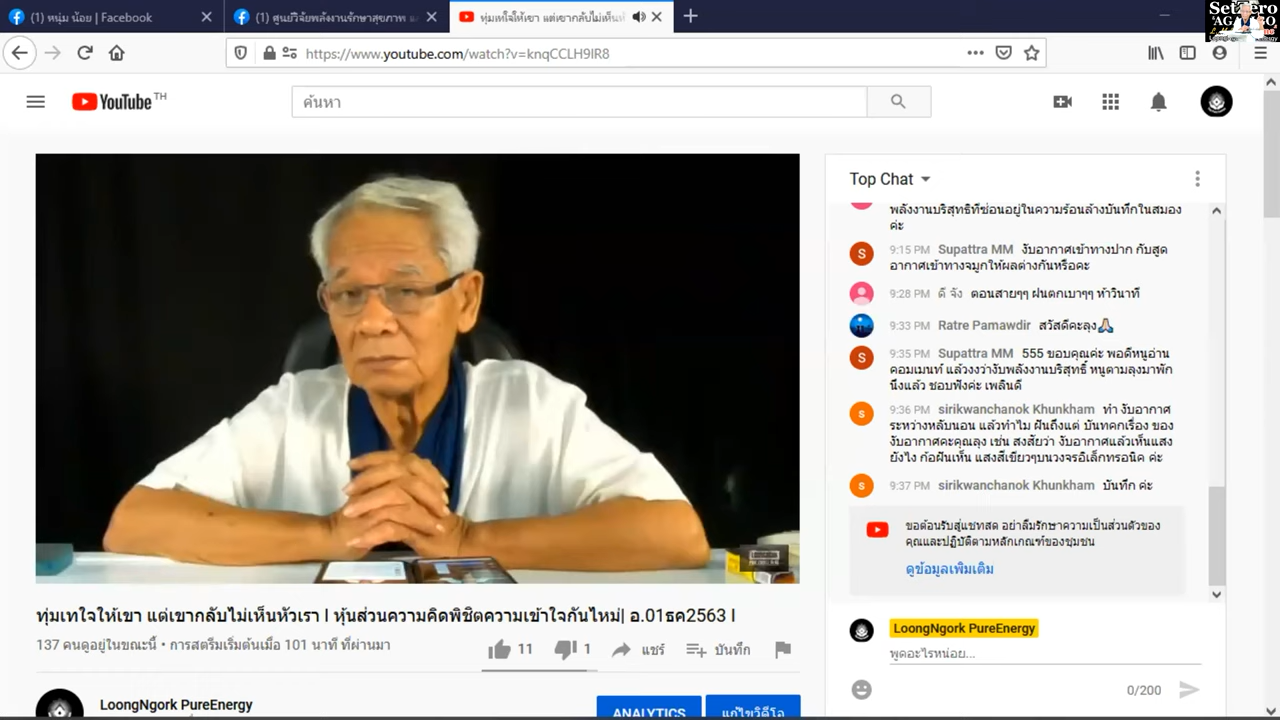 (1) หนุ่ม น้อย | Facebook
(1) ศูนย์วิจัยพลังงานรักษาสุขภาพ แ
ทุ่มเทใจให้เขา แต่เขากลับไม่เห็นหั
SetZero
https://www.youtube.com/watch?v=knqCCLH9IR8
YouTube TH
ค้นหา
Top Chat
พลังงานบริสุทธิ์ที่ซ่อนอยู่ในความร้อนล้างบันทึกในสมอง
ค่ะ
S 9:15 PM Supattra MM งับอากาศเข้าทางปาก กับสูด
อากาศเข้าทางจมูกให้ผลต่างกันหรือคะ
9:28 PM ดี จัง ตอนสายๆๆ ฝนตกเบาๆๆ ห้าวินาที
9:33 PM Ratre Pamawdir สวัสดีคะลุง🙏
S 9:35 PM Supattra MM 555 ขอบคุณค่ะ พอดีหนูอ่าน
คอมเมนท์ แล้วงงว่างับพลังงานบริสุทธิ์ หนูตามลุงมาพัก
นึงแล้ว ชอบฟังค่ะ เพลินดี
s 9:36 PM sirikwanchanok Khunkham ทำ งับอากาศ
ระหว่างหลับนอน แล้วทำไม ฝันถึงแต่ บันทคกเรื่อง ของ
งับอากาศคะคุณลุง เช่น สงสัยว่า งับอากาศแล้วเห็นแสง
ยังไง ก้อฝันเห็น แสงสีเขียวๆบนวงจรอิเล็กทรอนิค ค่ะ
s 9:37 PM sirikwanchanok Khunkham บันทึก ค่ะ
ขอต้อนรับสู่แชทสด อย่าลืมรักษาความเป็นส่วนตัวของ
คุณและปฏิบัติตามหลักเกณฑ์ของชุมชน
ดูข้อมูลเพิ่มเติม
LoongNgork PureEnergy
พูดอะไรหน่อย...
0/200
ทุ่มเทใจให้เขา แต่เขากลับไม่เห็นหัวเรา l หุ้นส่วนความคิดพิชิตความเข้าใจกันไหม่| อ.01ธค2563 l
137 คนดูอยู่ในขณะนี้ • การสตรีมเริ่มต้นเมื่อ 101 นาที ที่ผ่านมา
11
1
แชร์
บันทึก
LoongNgork PureEnergy
ANALYTICS
แก้ไขวิดีโอ